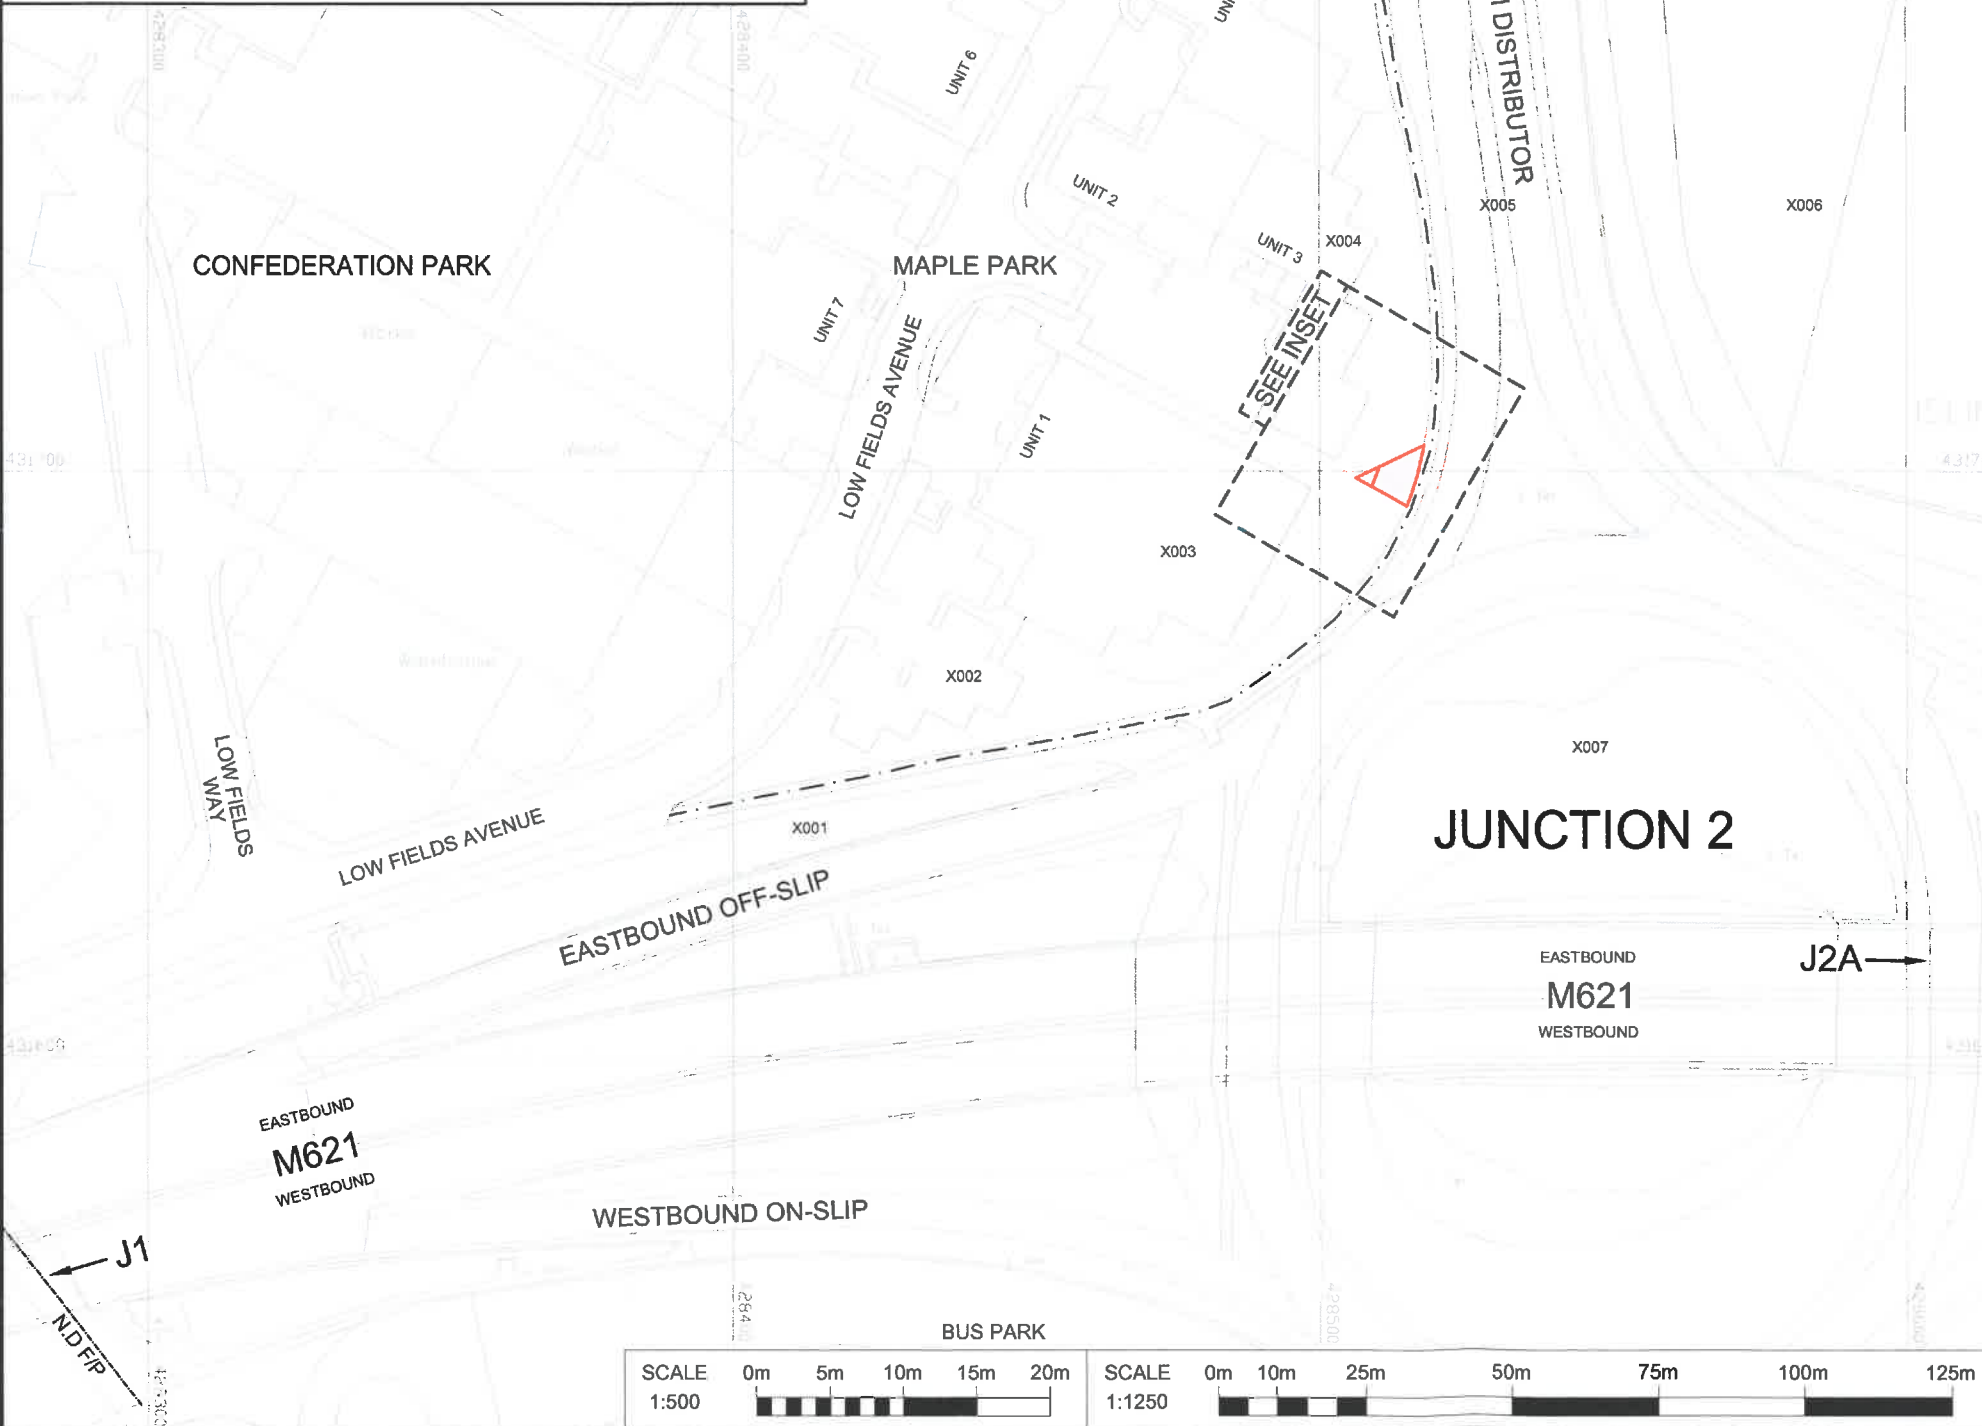 428300
428400
UNIT 6
DISTRIBUTOR
UNIT 2
X005
X006
UNIT 3
X004
CONFEDERATION PARK
MAPLE PARK
UNIT 7
SEE INSET
LOW FIELDS AVENUE
UNIT 1
X003
X002
X007
LOW FIELDS
WAY
LOW FIELDS AVENUE
X001
JUNCTION 2
EASTBOUND OFF-SLIP
EASTBOUND
M621
WESTBOUND
J2A
EASTBOUND
M621
WESTBOUND
WESTBOUND ON-SLIP
J1
N.D F/P
428500
BUS PARK
SCALE
1:500
0m 5m 10m 15m 20m
SCALE
1:1250
0m 10m 25m 50m 75m 100m 125m